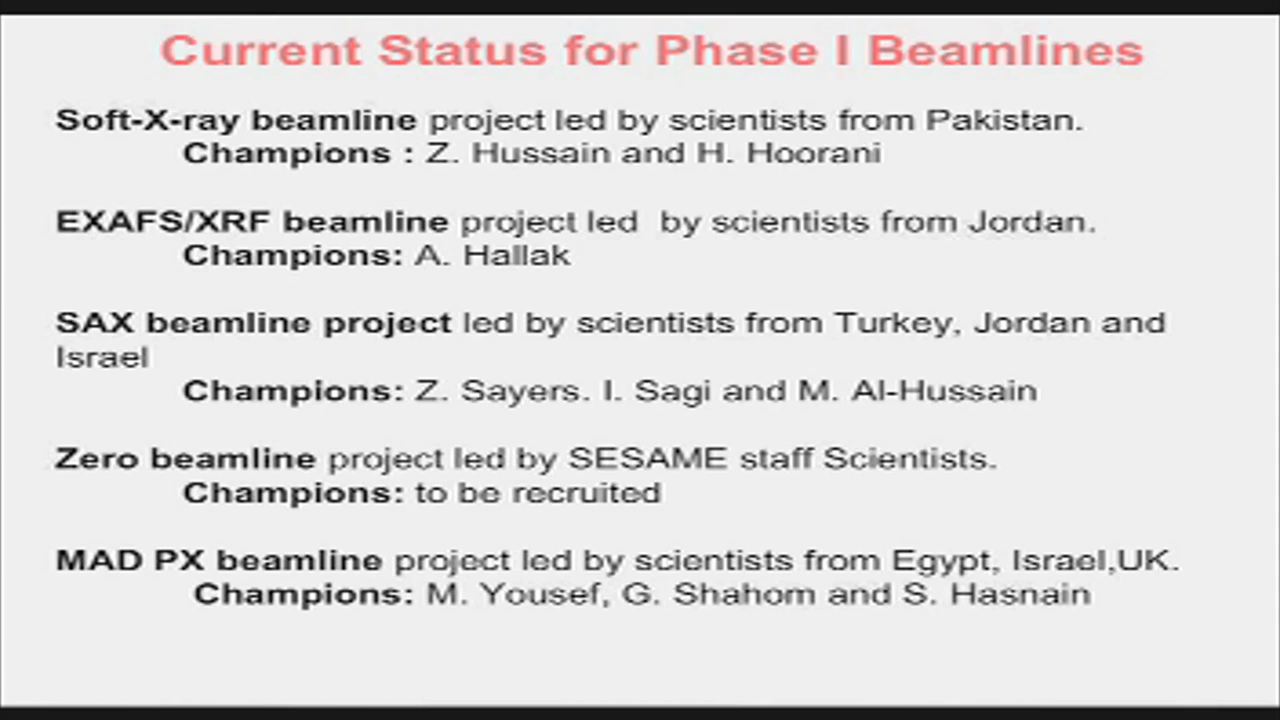 Current Status for Phase I Beamlines
Soft-X-ray beamline project led by scientists from Pakistan.
Champions : Z. Hussain and H. Hoorani
EXAFS/XRF beamline project led  by scientists from Jordan.
Champions: A. Hallak
SAX beamline project led by scientists from Turkey, Jordan and
Israel
Champions: Z. Sayers. I. Sagi and M. Al-Hussain
Zero beamline project led by SESAME staff Scientists.
Champions: to be recruited
MAD PX beamline project led by scientists from Egypt, Israel,UK.
Champions: M. Yousef, G. Shahom and S. Hasnain